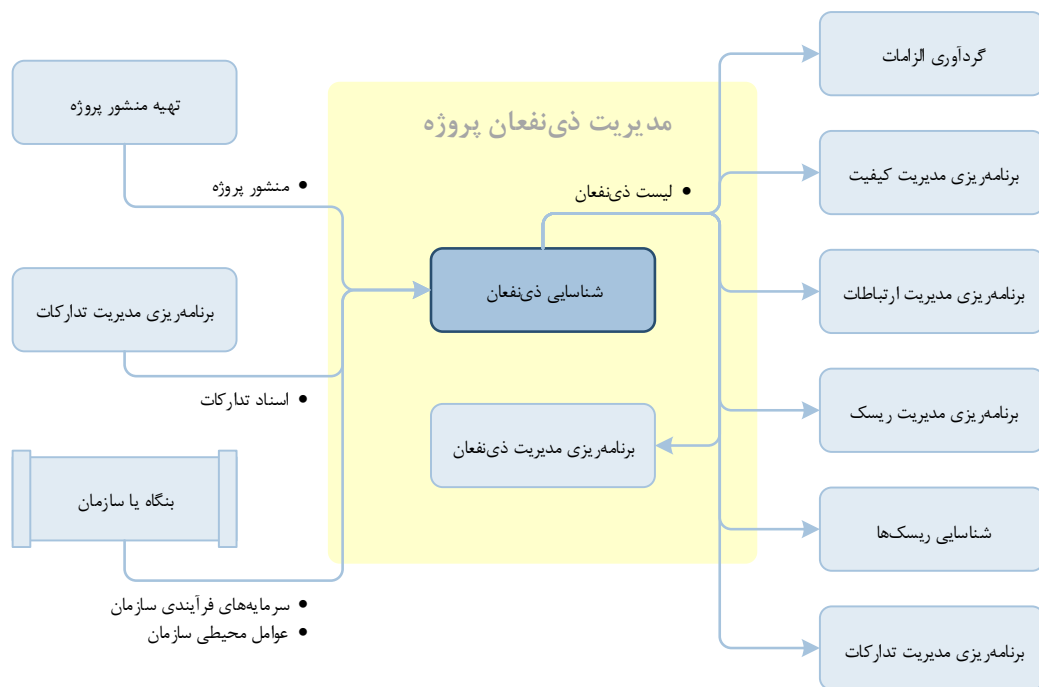 گردآوری الزامات
تهیه منشور پروژه
مدیریت ذی‌نفعان پروژه
برنامه‌ریزی مدیریت کیفیت
• منشور پروژه
• لیست ذی‌نفعان
برنامه‌ریزی مدیریت ارتباطات
شناسایی ذی‌نفعان
برنامه‌ریزی مدیریت تدارکات
• اسناد تدارکات
برنامه‌ریزی مدیریت ریسک
برنامه‌ریزی مدیریت ذی‌نفعان
بنگاه یا سازمان
شناسایی ریسک‌ها
• سرمایه‌های فرآیندی سازمان
• عوامل محیطی سازمان
برنامه‌ریزی مدیریت تدارکات